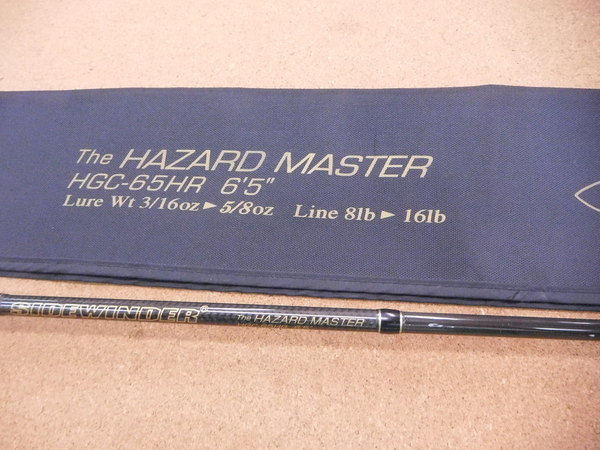 The HAZARD MASTER
HGC-65HR 6'5"
Lure Wt 3/16oz▶5/8oz Line 8lb▶16lb
SIDEWINDER®
The HAZARD MASTER